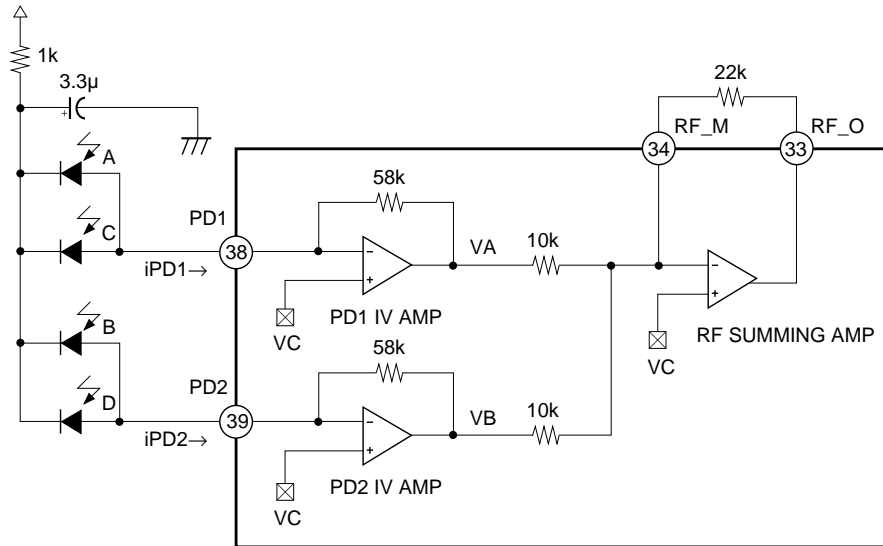 1k
3.3µ
+
22k
RF_M
RF_O
34
33
A
58k
PD1
C
38
VA
10k
iPD1→
−
+
−
+
VC
PD1 IV AMP
VC
RF SUMMING AMP
B
58k
PD2
D
39
VB
10k
iPD2→
−
+
VC
PD2 IV AMP